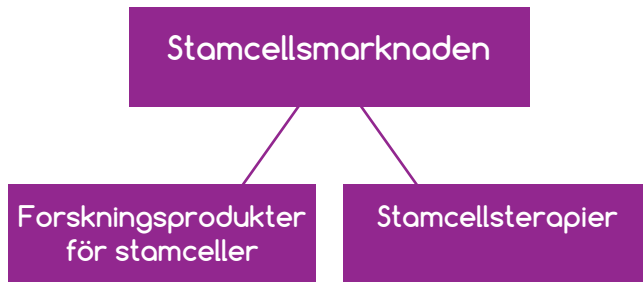 Stamcellsmarknaden
Forskningsprodukter
för stamceller
Stamcellsterapier